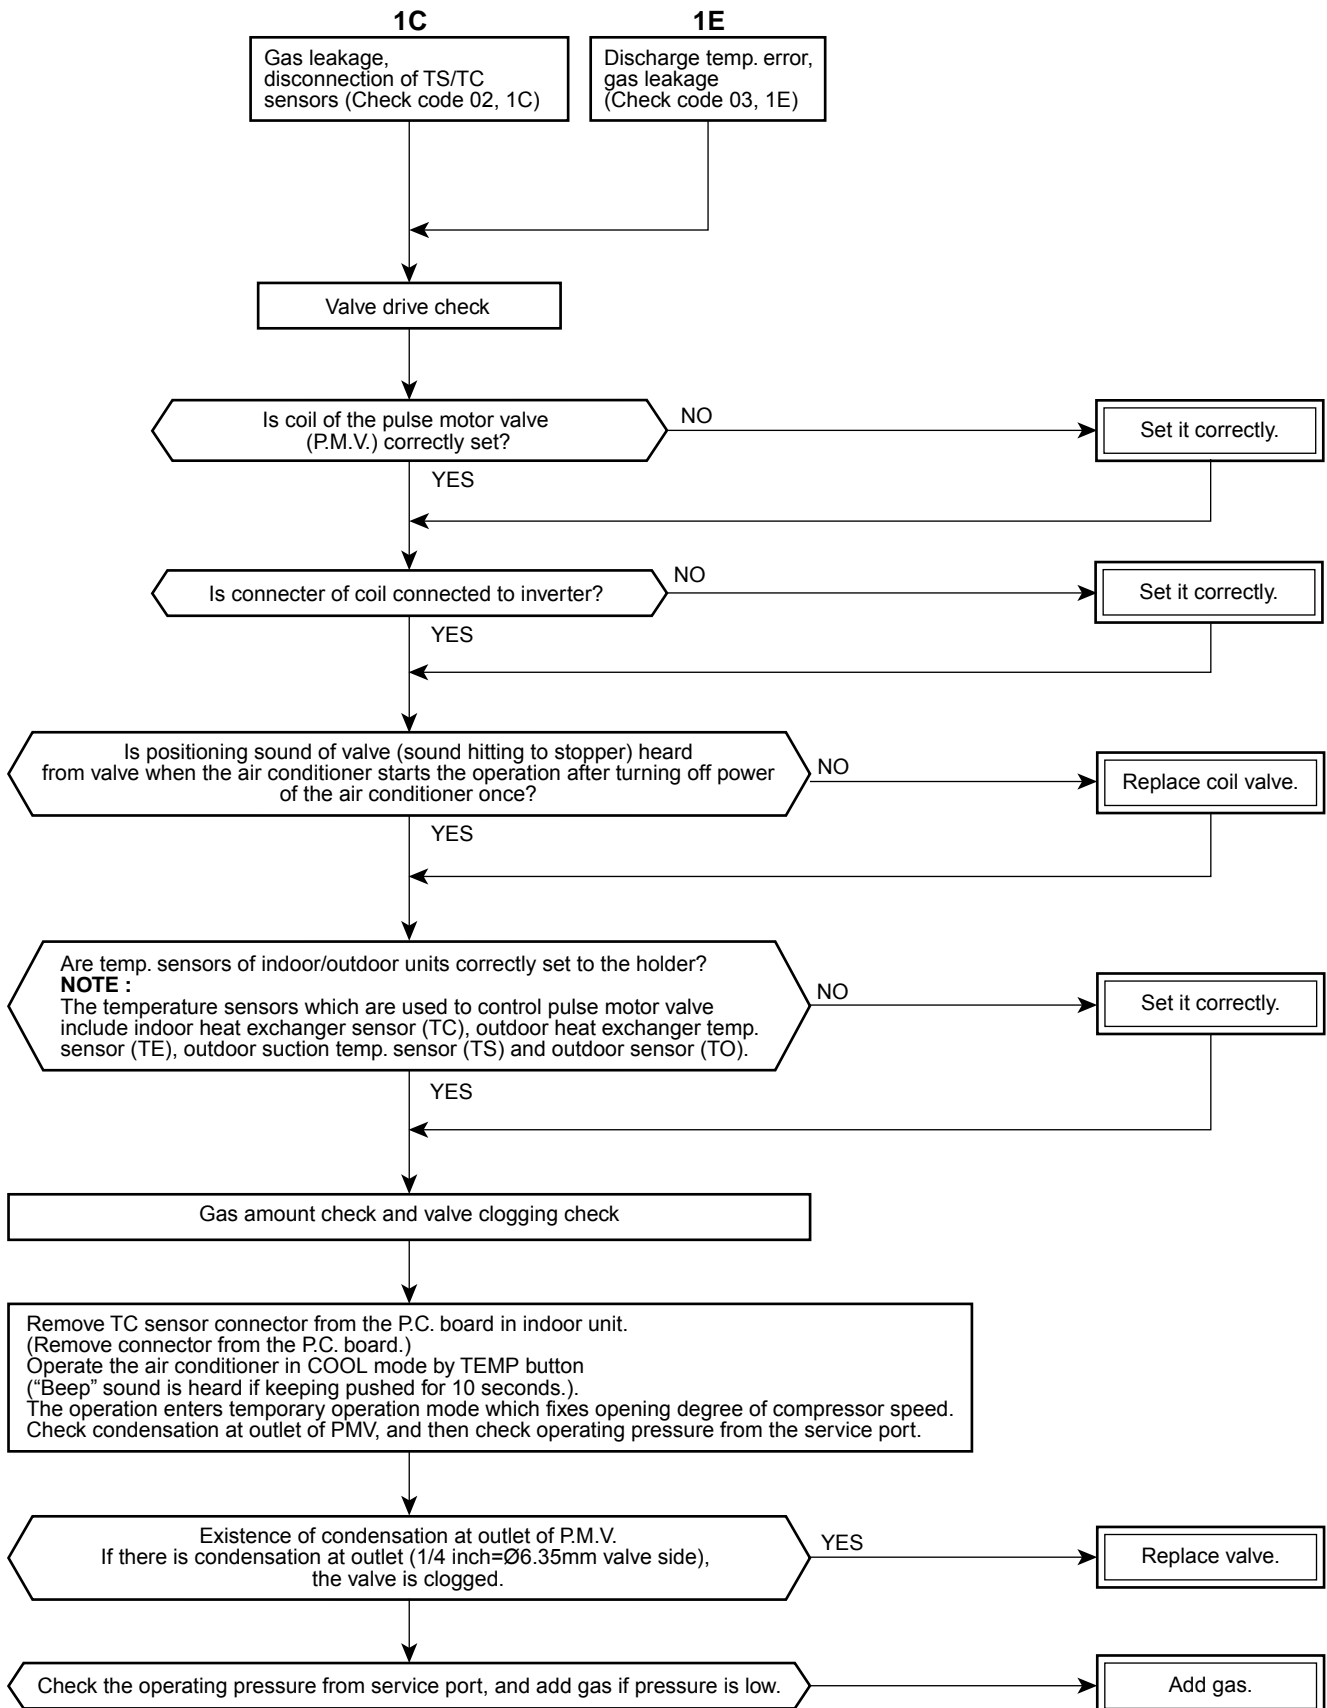 1C
Gas leakage,
disconnection of TS/TC
sensors (Check code 02, 1C)
1E
Discharge temp. error,
gas leakage
(Check code 03, 1E)
Valve drive check
Is coil of the pulse motor valve
(P.M.V.) correctly set?
NO
Set it correctly.
YES
Is connecter of coil connected to inverter?
NO
Set it correctly.
YES
Is positioning sound of valve (sound hitting to stopper) heard
from valve when the air conditioner starts the operation after turning off power
of the air conditioner once?
NO
Replace coil valve.
YES
Are temp. sensors of indoor/outdoor units correctly set to the holder?
NOTE :
The temperature sensors which are used to control pulse motor valve
include indoor heat exchanger sensor (TC), outdoor heat exchanger temp.
sensor (TE), outdoor suction temp. sensor (TS) and outdoor sensor (TO).
NO
Set it correctly.
YES
Gas amount check and valve clogging check
Remove TC sensor connector from the P.C. board in indoor unit.
(Remove connector from the P.C. board.)
Operate the air conditioner in COOL mode by TEMP button
(“Beep” sound is heard if keeping pushed for 10 seconds.).
The operation enters temporary operation mode which fixes opening degree of compressor speed.
Check condensation at outlet of PMV, and then check operating pressure from the service port.
Existence of condensation at outlet of P.M.V.
If there is condensation at outlet (1/4 inch=Ø6.35mm valve side),
the valve is clogged.
YES
Replace valve.
Check the operating pressure from service port, and add gas if pressure is low.
Add gas.